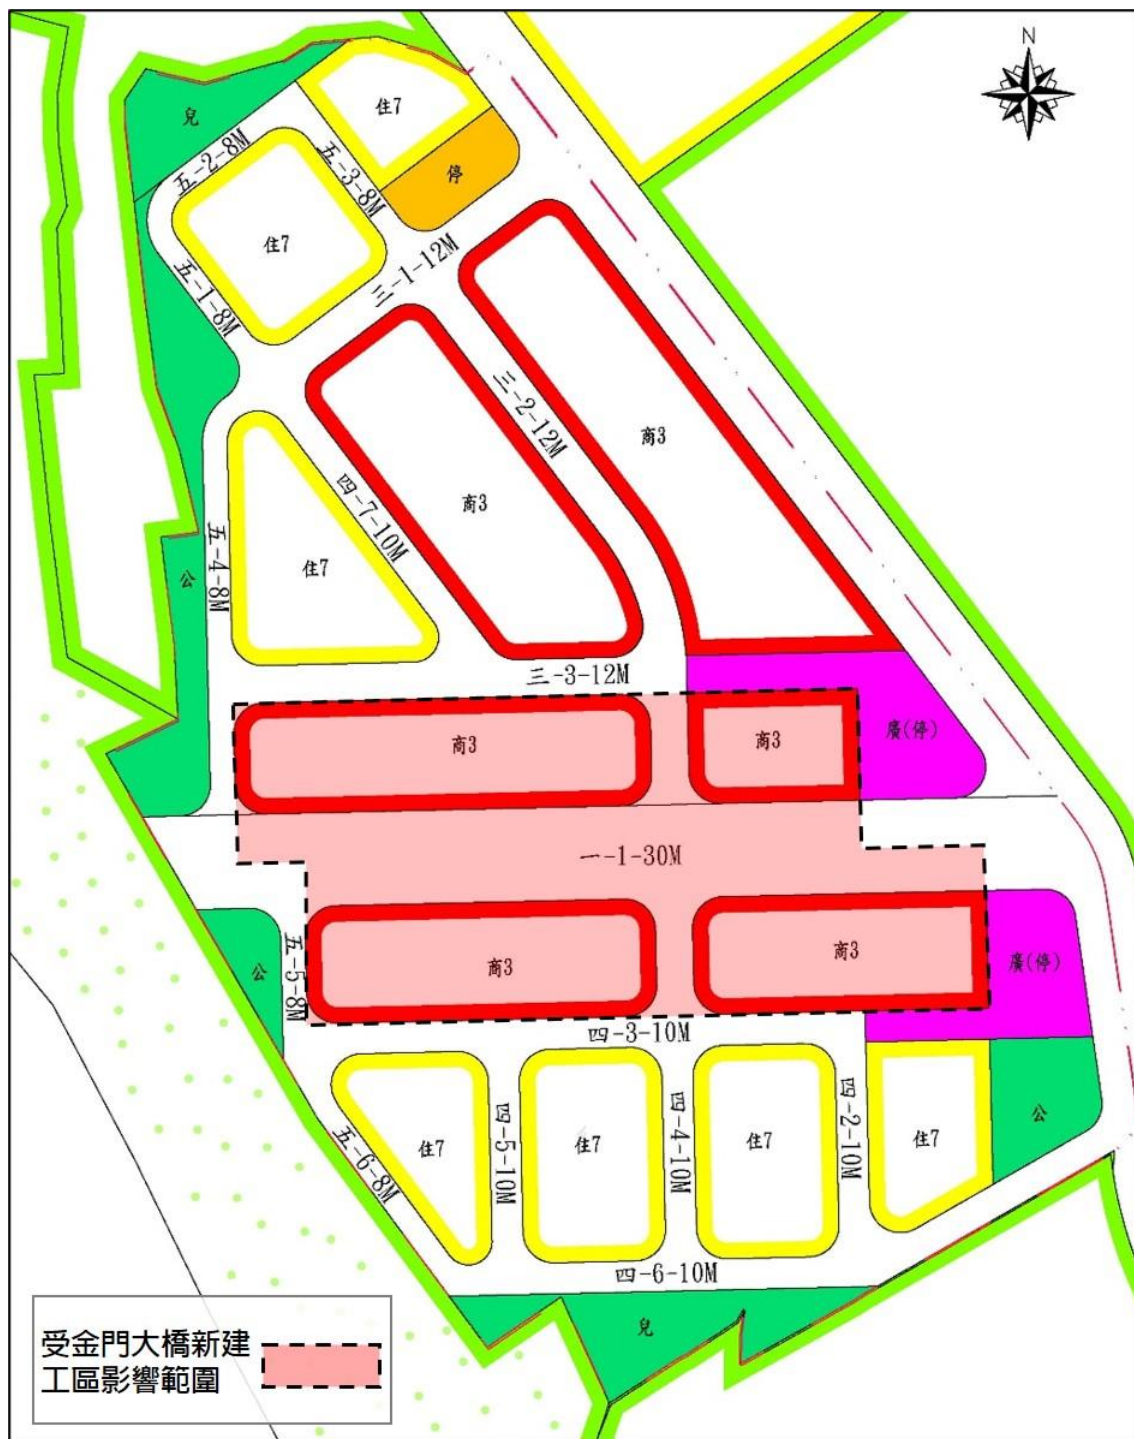 N
住7
兒
五-2-8M
五-3-8M
停
住7
三-1-12M
五-1-8M
三-2-12M
商3
商3
四-7-10M
五-4-8M
住7
公
三-3-12M
商3
商3
廣(停)
一-1-30M
五-5-8M
公
商3
商3
廣(停)
四-3-10M
五-6-8M
住7
四-5-10M
住7
四-4-10M
住7
四-2-10M
住7
公
四-6-10M
兒
受金門大橋新建
工區影響範圍